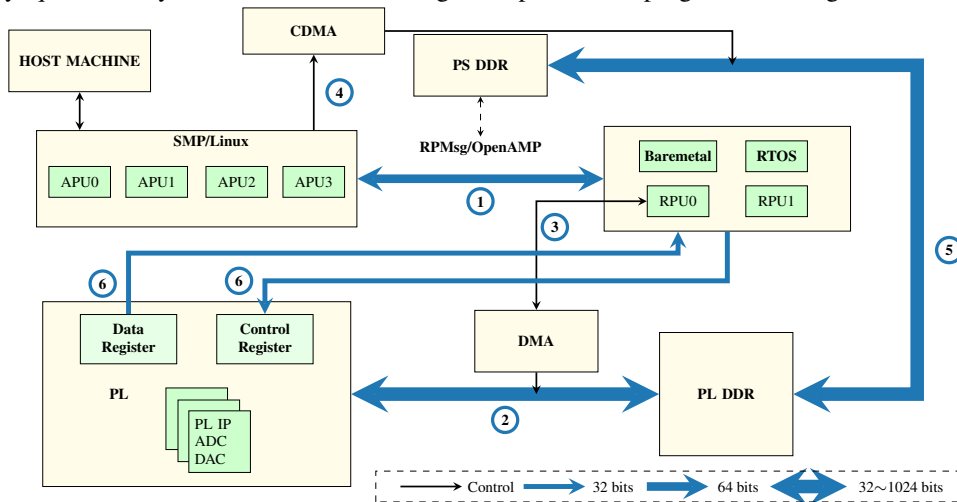 CDMA
HOST MACHINE
PS DDR
4
SMP/Linux
RPMsg/OpenAMP
Baremetal
RTOS
APU0
APU1
APU2
APU3
RPU0
RPU1
1
3
5
6
6
Data
Register
Control
Register
DMA
PL
PL DDR
2
PL IP
ADC
DAC
Control
32 bits
64 bits
32~1024 bits